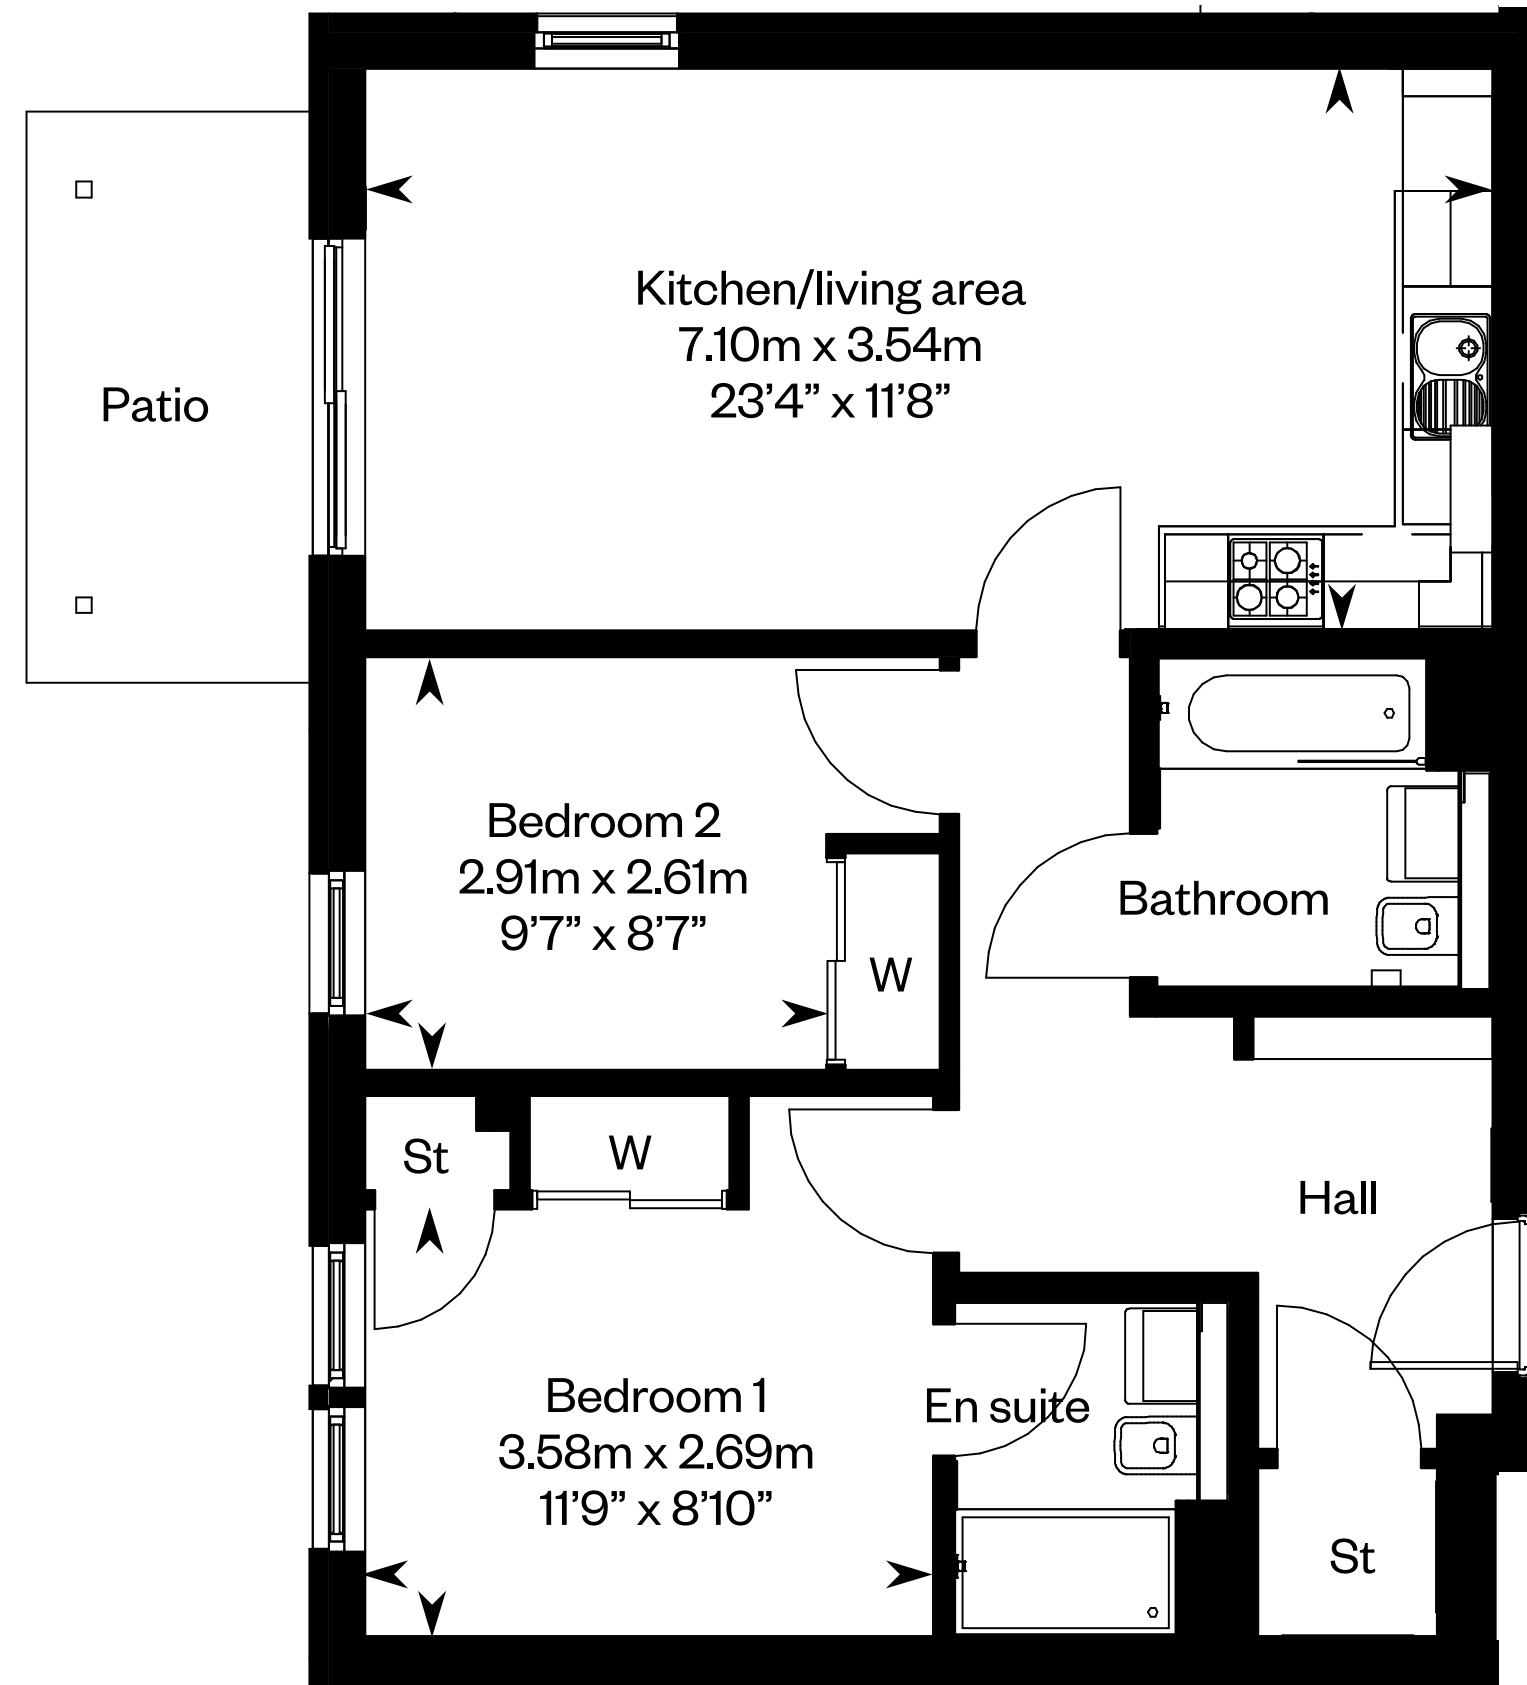 Kitchen/living area
7.10m x 3.54m
23’4” x 11’8”
Patio
Bedroom 2
2.91m x 2.61m
9’7” x 8’7”
W
Bathroom
St
W
Hall
Bedroom 1
3.58m x 2.69m
11’9” x 8’10”
En suite
St